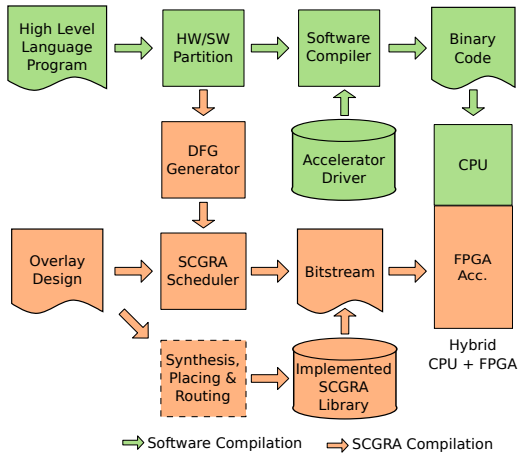 High Level
Language
Program
HW/SW
Partition
Software
Compiler
Binary
Code
DFG
Generator
Accelerator
Driver
CPU
Overlay
Design
SCGRA
Scheduler
Bitstream
FPGA
Acc.
Synthesis,
Placing &
Routing
Implemented
SCGRA
Library
Hybrid
CPU + FPGA
Software Compilation
SCGRA Compilation